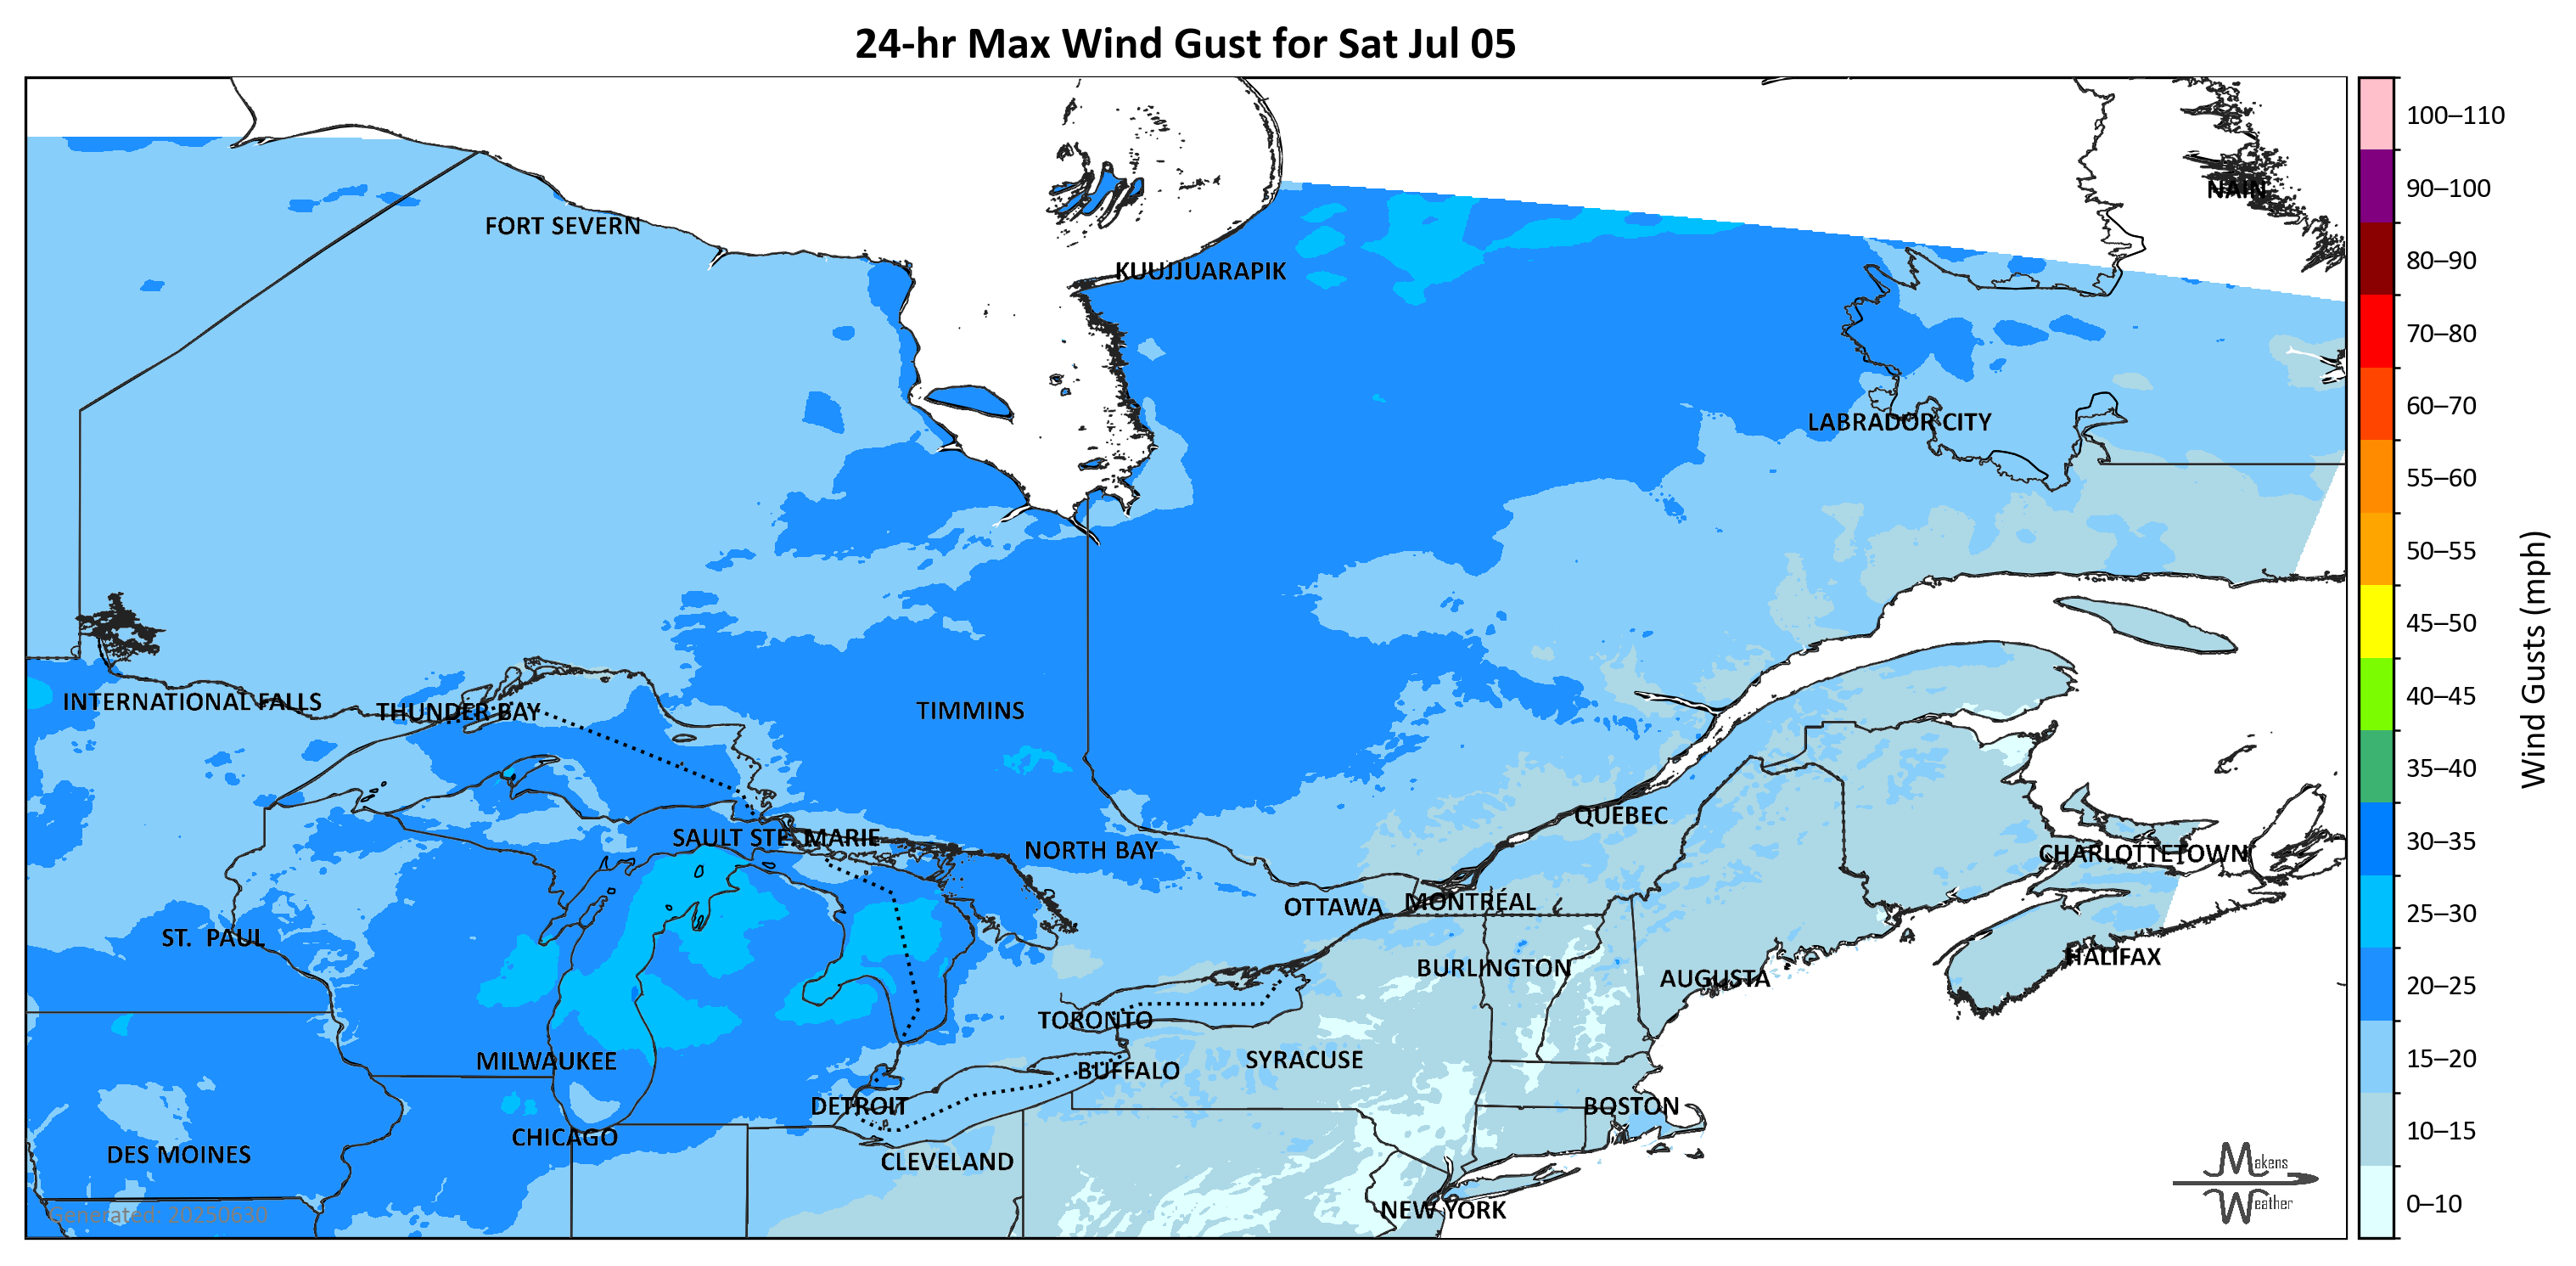 24-hr Max Wind Gust for Sat Jul 05
100–110
90–100
NAIN
FORT SEVERN
80–90
KUUJJUARAPIK
70–80
60–70
LABRADOR CITY
55–60
50–55
45–50
Wind Gusts (mph)
INTERNATIONAL FALLS
THUNDER BAY
TIMMINS
40–45
35–40
QUEBEC
SAULT STE. MARIE
NORTH BAY
CHARLOTTETOWN
30–35
OTTAWA
MONTRÉAL
25–30
ST. PAUL
BURLINGTON
AUGUSTA
HALIFAX
20–25
TORONTO
MILWAUKEE
SYRACUSE
15–20
BUFFALO
DETROIT
BOSTON
CHICAGO
10–15
DES MOINES
CLEVELAND
Makens
Weather
NEW YORK
0–10
Generated: 20250630